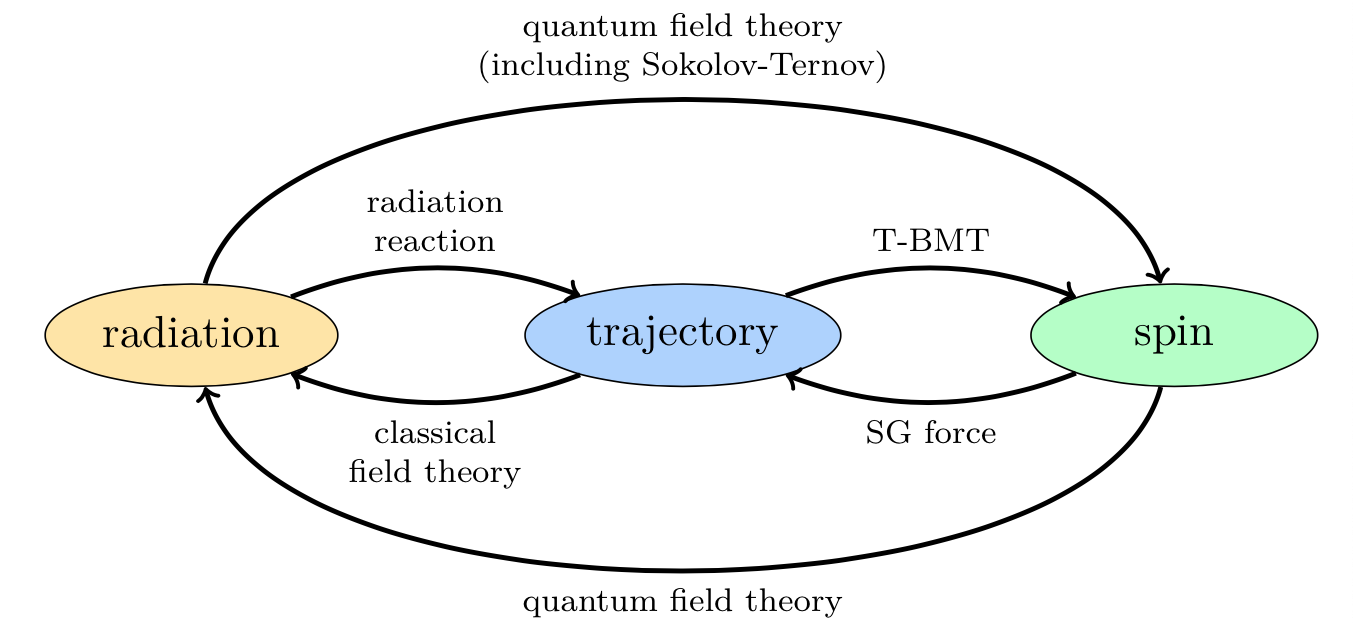 quantum field theory
(including Sokolov-Ternov)
radiation
reaction
T-BMT
radiation
trajectory
spin
classical
field theory
SG force
quantum field theory